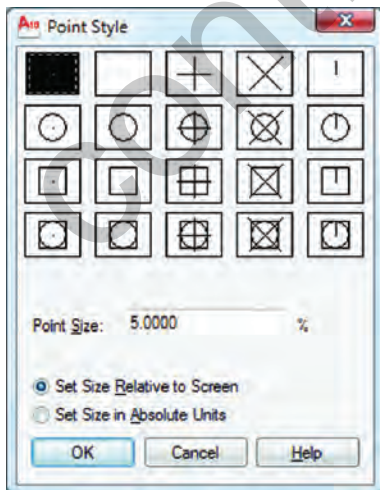 A10 Point Style
Point Size: 5.0000 %
Set Size Relative to Screen
Set Size in Absolute Units
OK Cancel Help